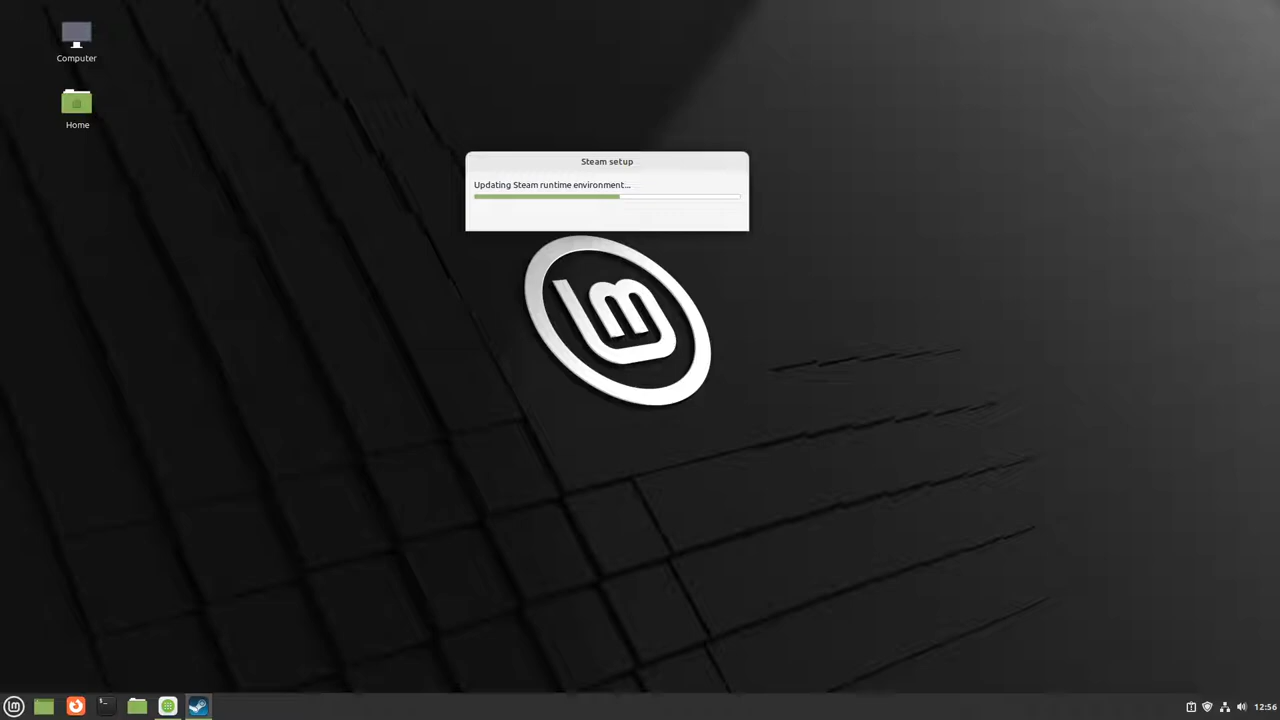 Computer
Home
Steam setup
Updating Steam runtime environment...
12:56